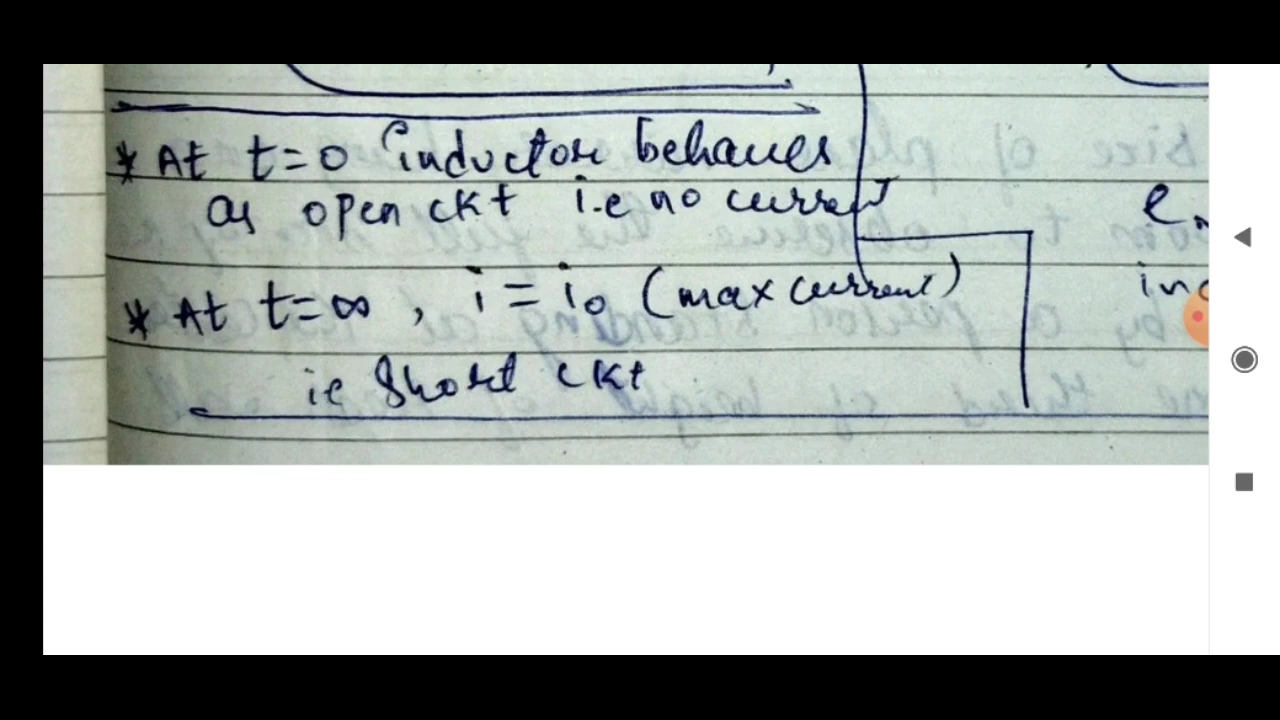 * At t=0 inductor behaves
as open ckt i.e no current
* At t=∞, i = i₀ (max current)
ie Short ckt